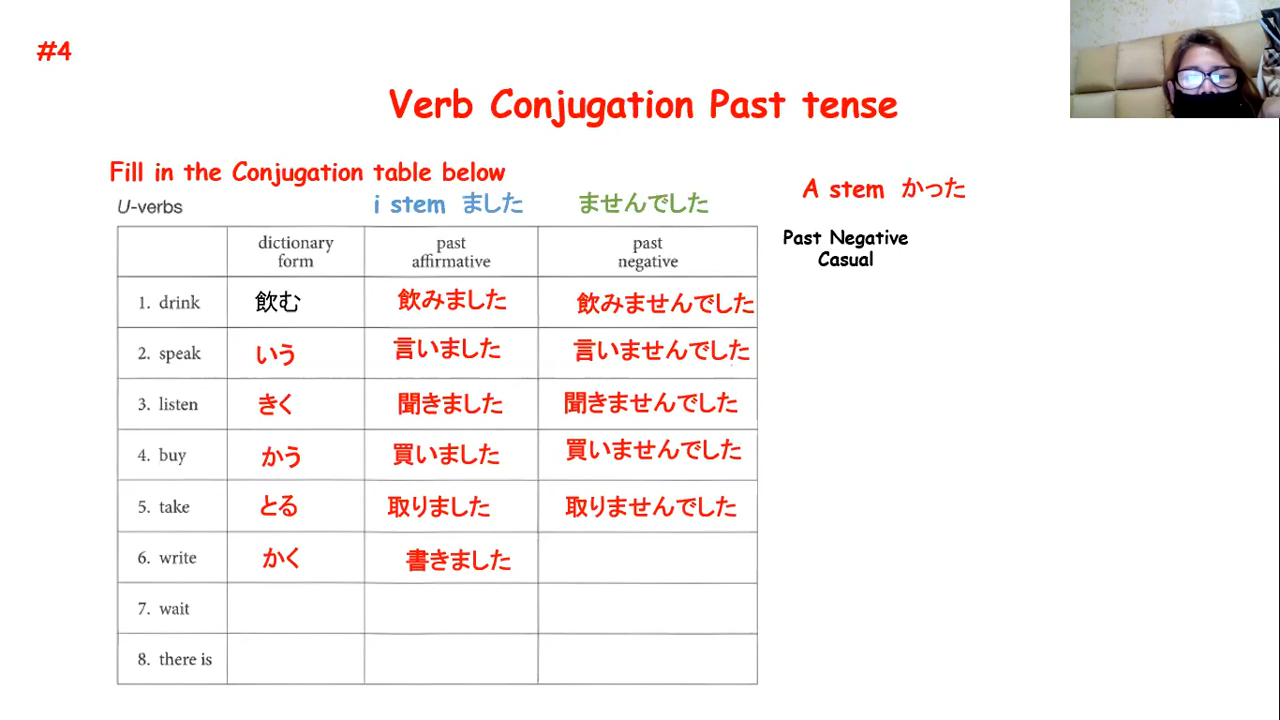 #4
Verb Conjugation Past tense
Fill in the Conjugation table below
A stem かった
U-verbs
i stem ました
ませんでした
Past Negative
Casual
dictionary form
past affirmative
past negative
1. drink 飲む 飲みました 飲みませんでした
2. speak いう 言いました 言いませんでした
3. listen きく 聞きました 聞きませんでした
4. buy かう 買いました 買いませんでした
5. take とる 取りました 取りませんでした
6. write かく 書きました
7. wait
8. there is